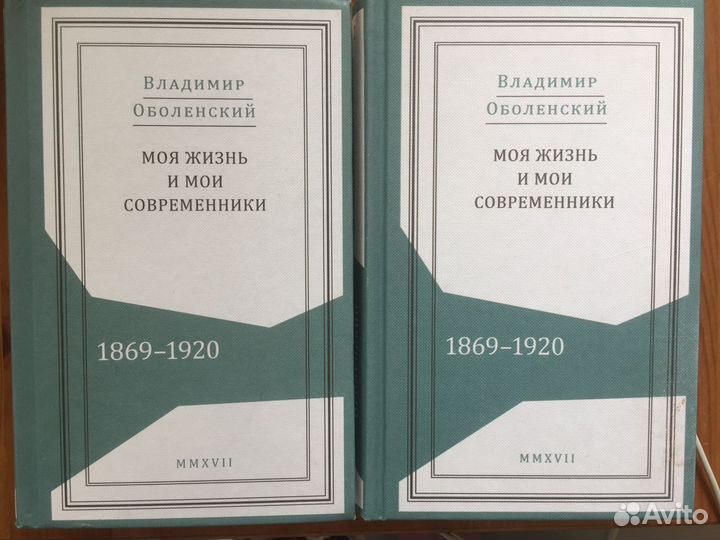 Владимир
Оболенский
МОЯ ЖИЗНЬ
И МОИ
СОВРЕМЕННИКИ
1869–1920
MMXVII
Владимир
Оболенский
МОЯ ЖИЗНЬ
И МОИ
СОВРЕМЕННИКИ
1869–1920
MMXVII
Avito